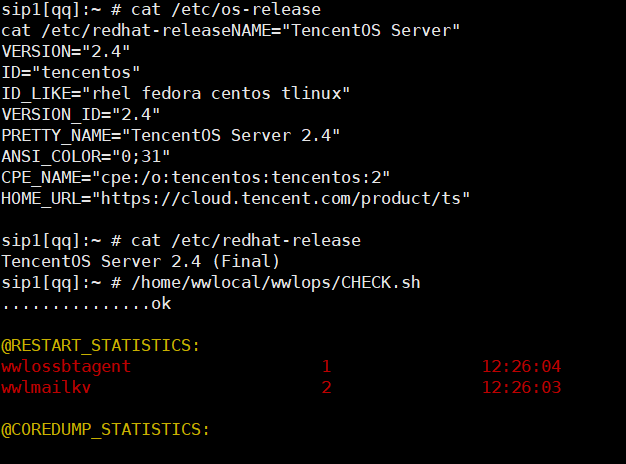 sip1[qq]:~ # cat /etc/os-release
cat /etc/redhat-releaseNAME="TencentOS Server"
VERSION="2.4"
ID="tencentos"
ID_LIKE="rhel fedora centos tlinux"
VERSION_ID="2.4"
PRETTY_NAME="TencentOS Server 2.4"
ANSI_COLOR="0;31"
CPE_NAME="cpe:/o:tencentos:tencentos:2"
HOME_URL="https://cloud.tencent.com/product/ts"
sip1[qq]:~ # cat /etc/redhat-release
TencentOS Server 2.4 (Final)
sip1[qq]:~ # /home/wwlocal/wwlops/CHECK.sh
...............ok
@RESTART_STATISTICS:
wwlossbtagent 1 12:26:04
wwlmailkv 2 12:26:03
@COREDUMP_STATISTICS: